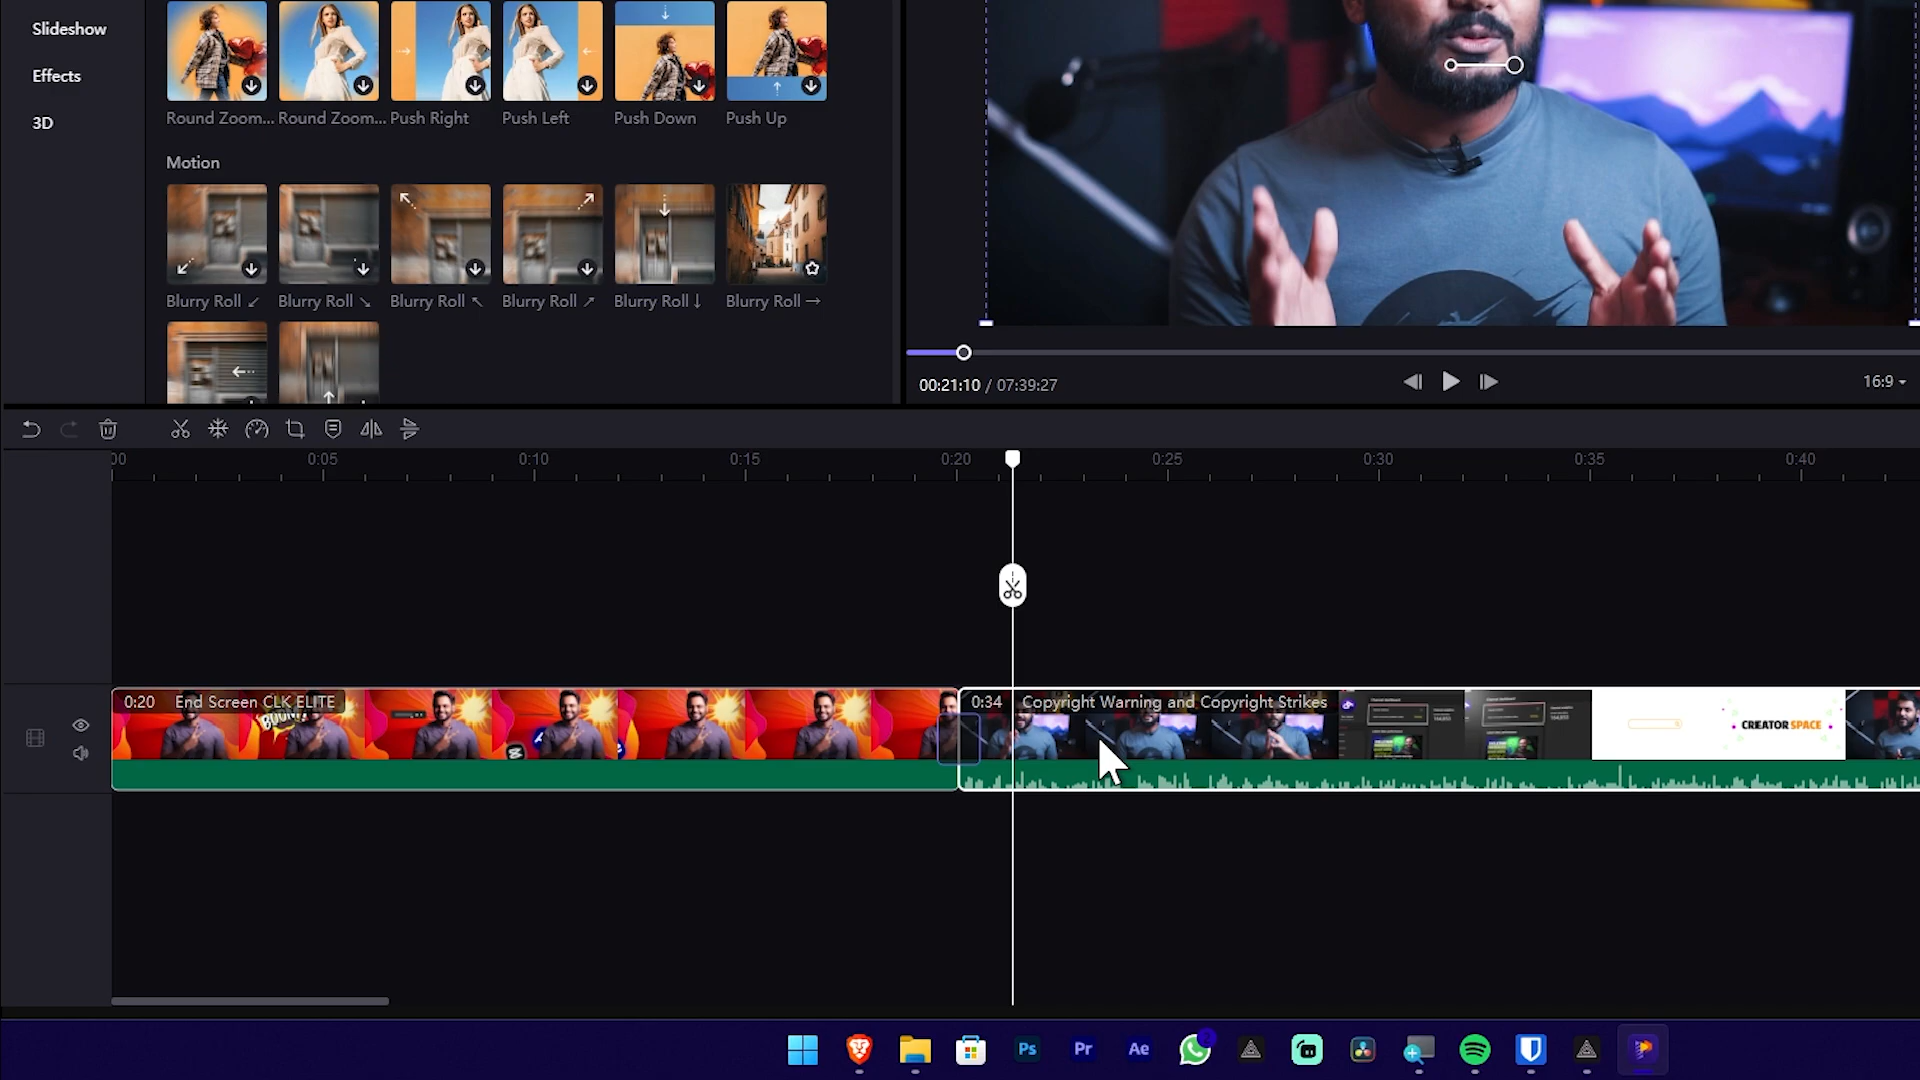 Slideshow
Effects
3D
Round Zoom... Round Zoom... Push Right Push Left Push Down Push Up
Motion
Blurry Roll ↙ Blurry Roll ↘ Blurry Roll ↖ Blurry Roll ↗ Blurry Roll ↓ Blurry Roll →
00:21:10 / 07:39:27
16:9
00 0:05 0:10 0:15 0:20 0:25 0:30 0:35 0:40
0:20 End Screen CLK ELITE
0:34 Copyright Warning and Copyright Strikes
BOOM!
CREATOR SPACE
Ps Pr Ae